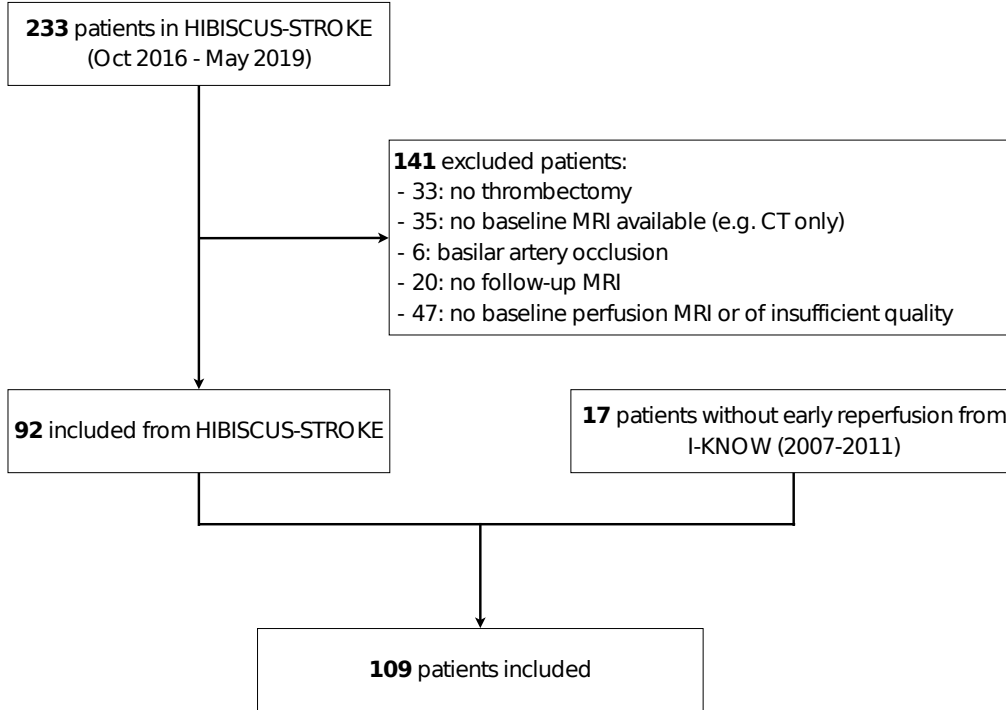 233 patients in HIBISCUS-STROKE
(Oct 2016 - May 2019)
141 excluded patients:
- 33: no thrombectomy
- 35: no baseline MRI available (e.g. CT only)
- 6: basilar artery occlusion
- 20: no follow-up MRI
- 47: no baseline perfusion MRI or of insufficient quality
92 included from HIBISCUS-STROKE
17 patients without early reperfusion from
I-KNOW (2007-2011)
109 patients included